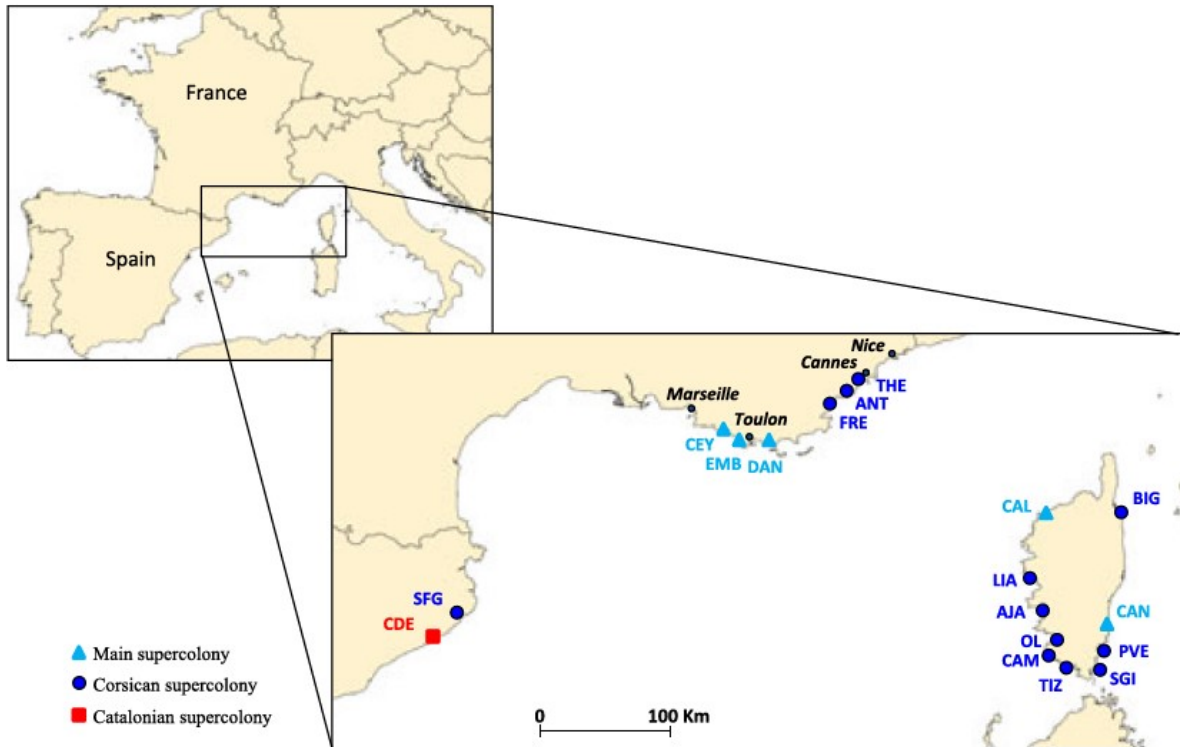 France
Spain
Nice
Cannes
THE
Marseille
ANT
FRE
Toulon
CEY
EMB DAN
CAL
BIG
LIA
SFG
AJA
CAN
CDE
OL
PVE
CAM
TIZ
SGI
Main supercolony
Corsican supercolony
Catalonian supercolony
0 100 Km